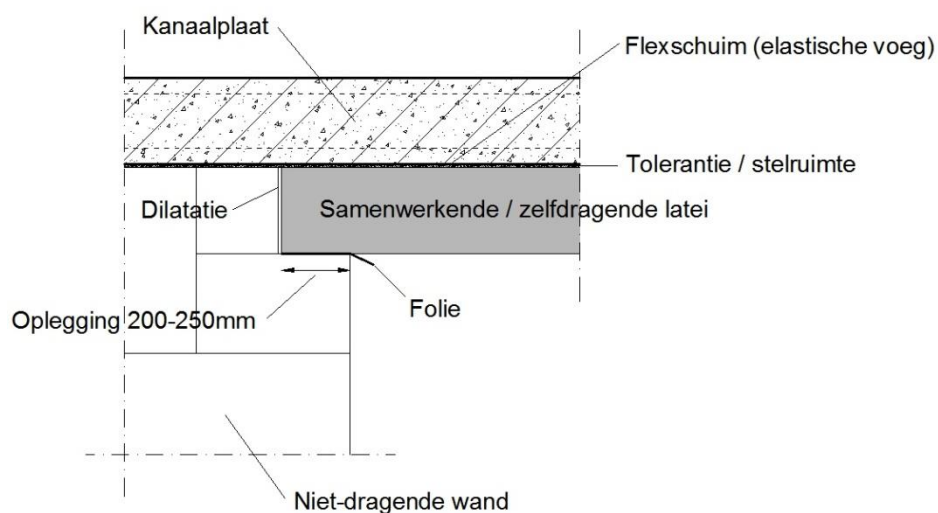 Kanaalplaat
Flexschuim (elastische voeg)
Tolerantie / stelruimte
Dilatatie
Samenwerkende / zelfdragende latei
Oplegging 200-250mm
Folie
Niet-dragende wand